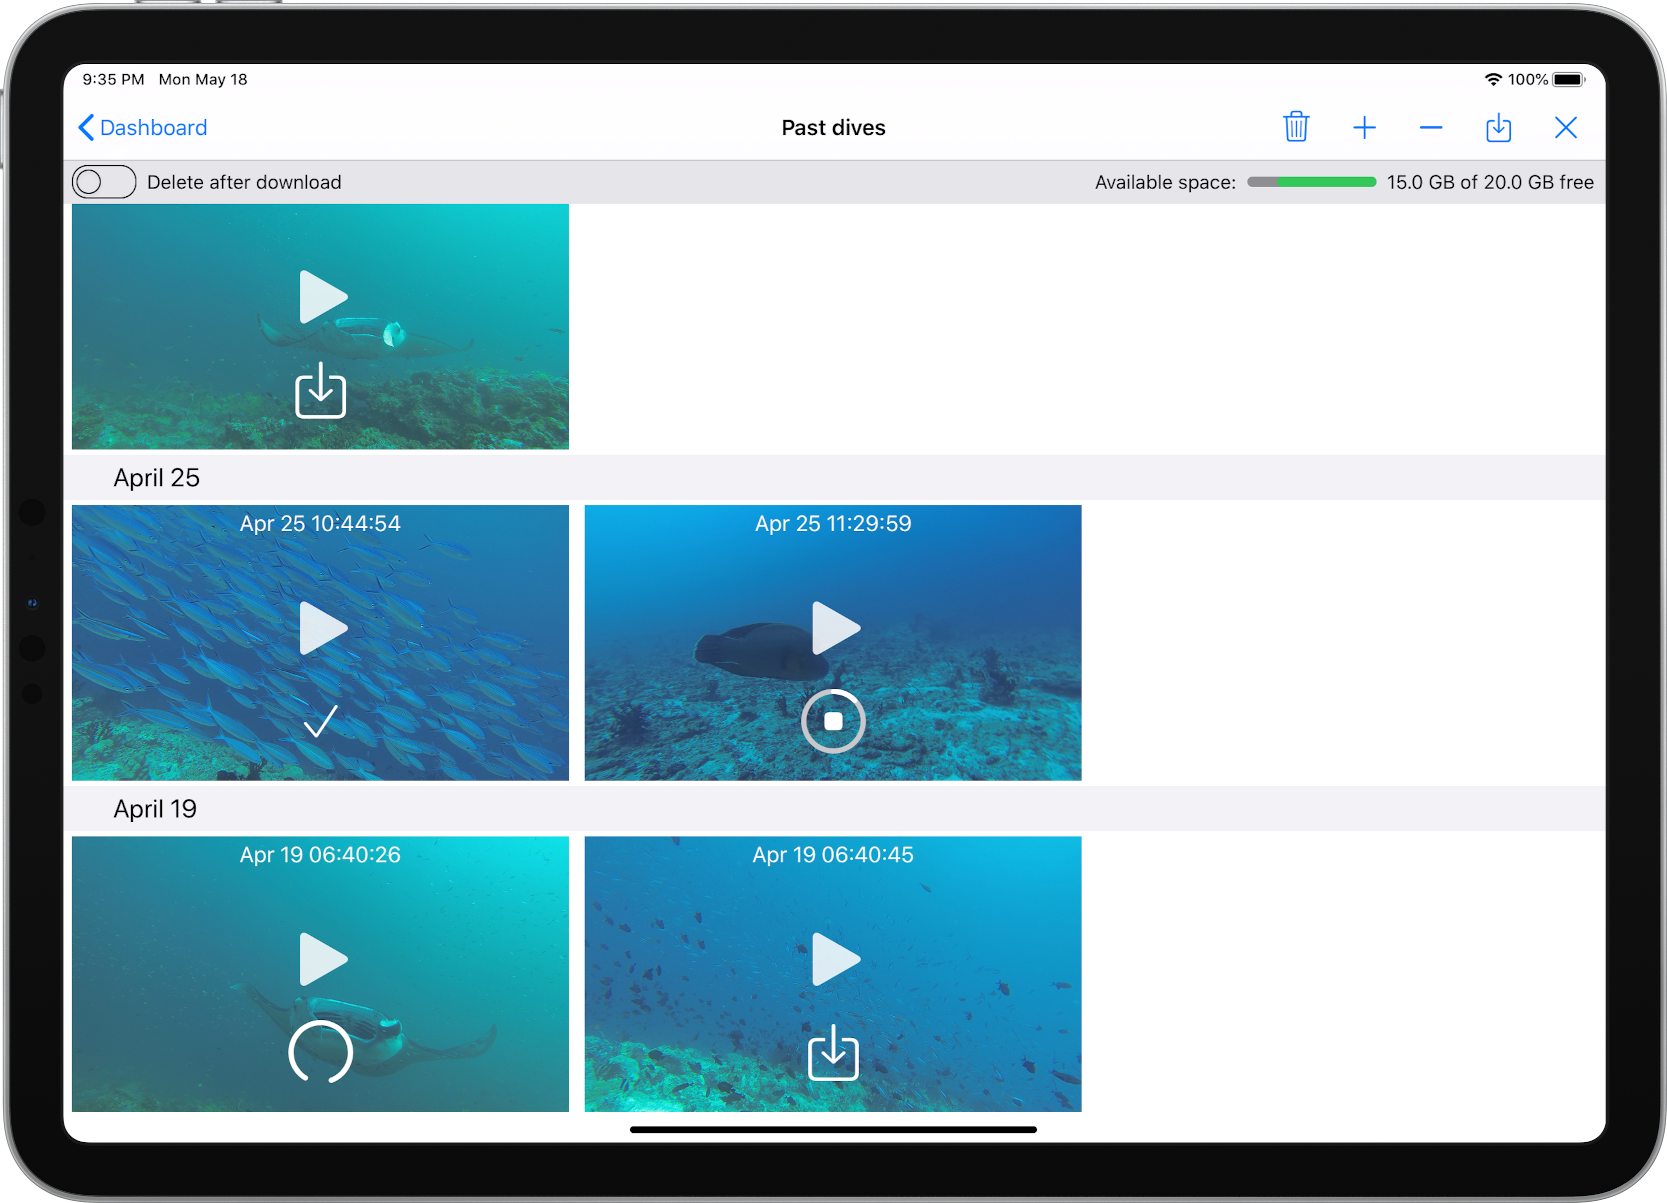 9:35 PM Mon May 18
100%
Dashboard
Past dives
Delete after download
Available space:
15.0 GB of 20.0 GB free
April 25
Apr 25 10:44:54
Apr 25 11:29:59
April 19
Apr 19 06:40:26
Apr 19 06:40:45